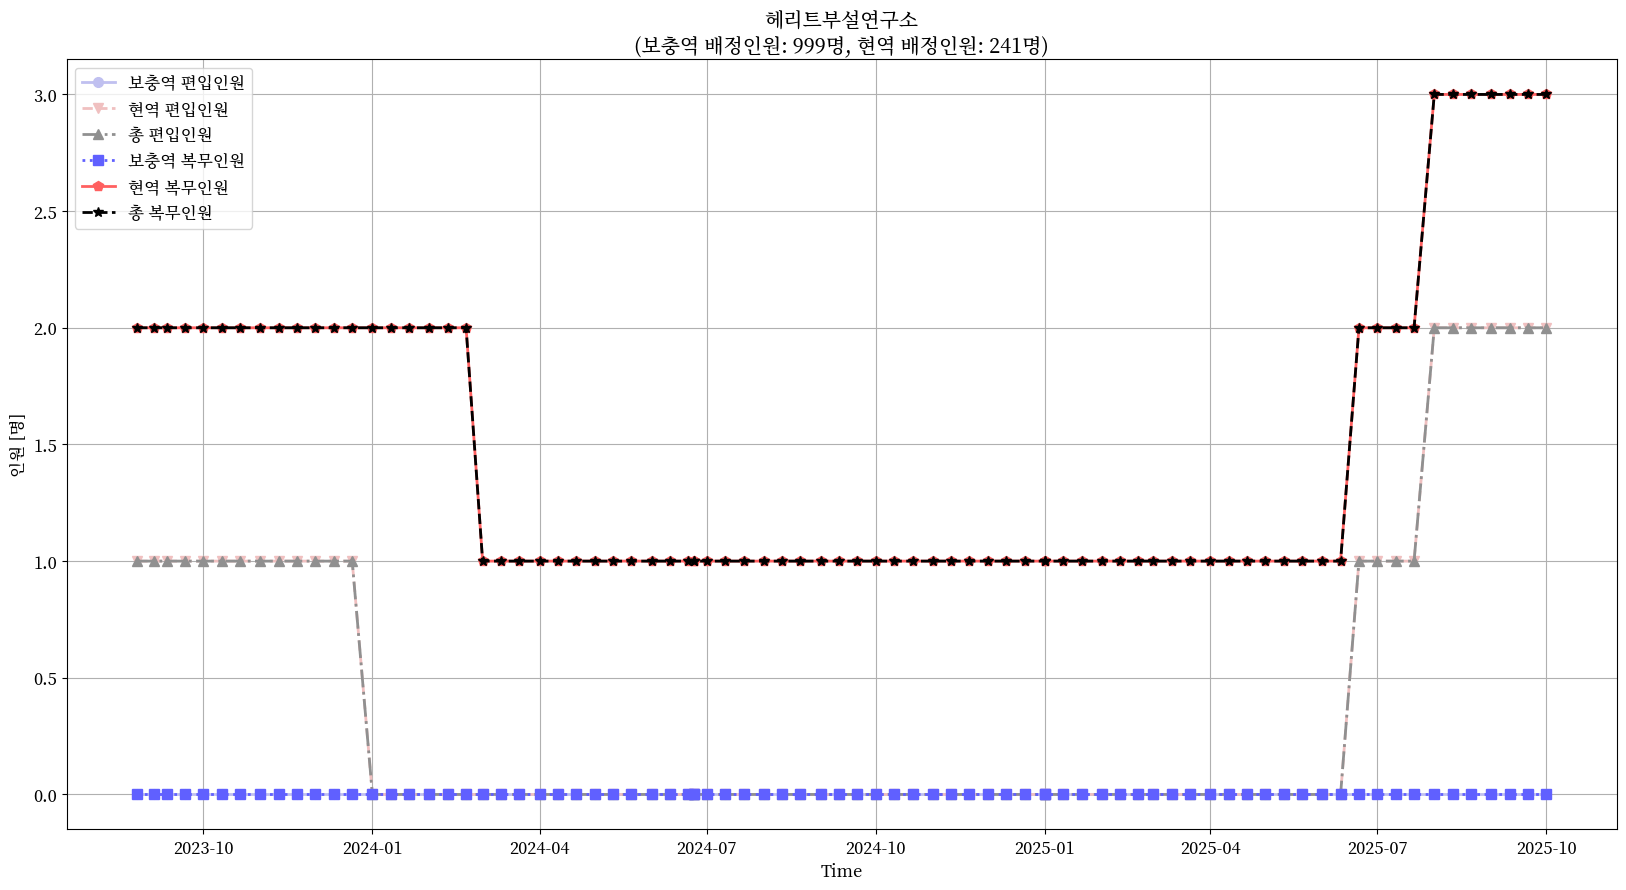 헤리트부설연구소
(보충역 배정인원: 999명, 현역 배정인원: 241명)
보충역 편입인원
현역 편입인원
총 편입인원
보충역 복무인원
현역 복무인원
총 복무인원
3.0
2.5
2.0
1.5
1.0
0.5
0.0
인원 [명]
2023-10
2024-01
2024-04
2024-07
2024-10
2025-01
2025-04
2025-07
2025-10
Time